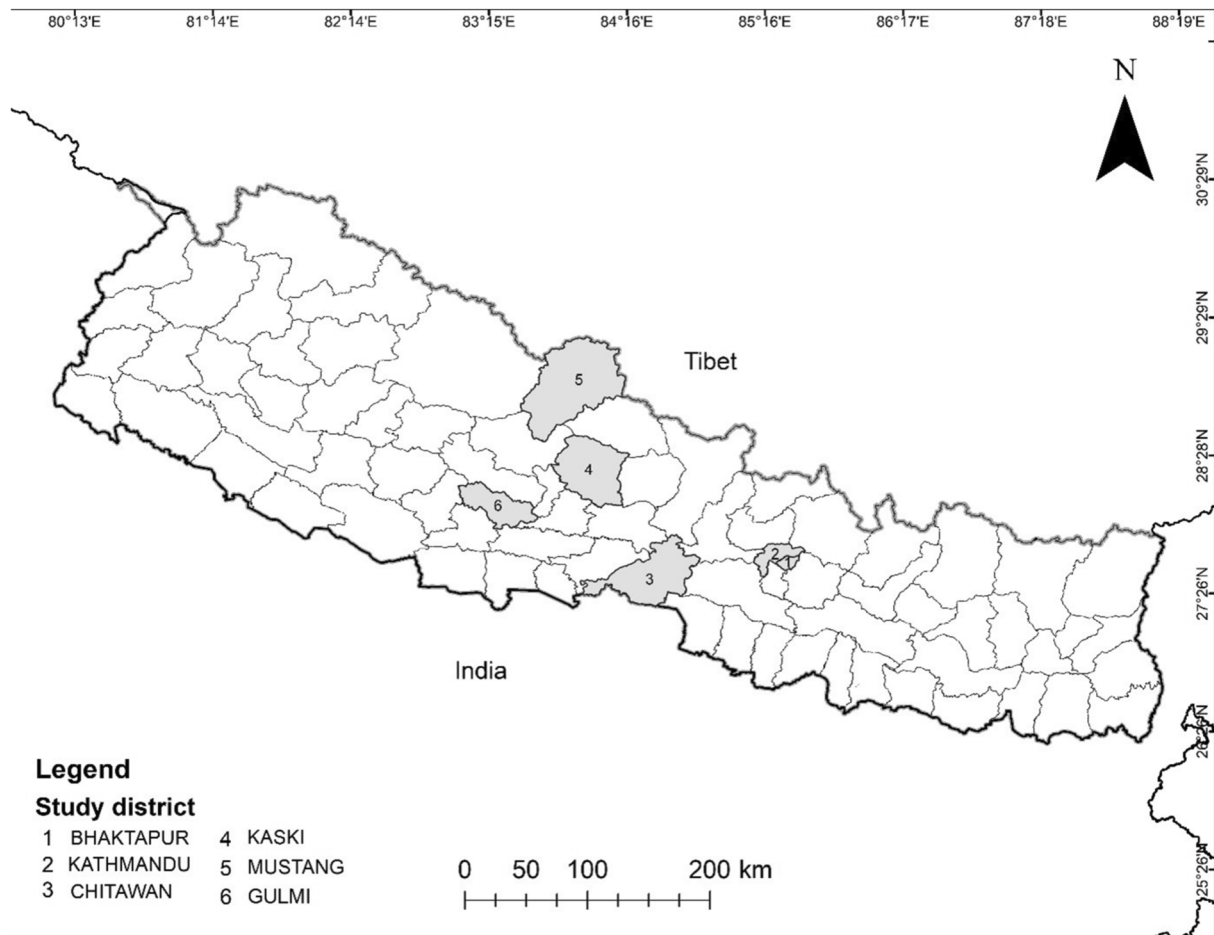 80°13'E 81°14'E 82°14'E 83°15'E 84°16'E 85°16'E 86°17'E 87°18'E 88°19'E
N
30°29'N
29°29'N
Tibet
5
28°28'N
4
6
2
1
3
27°26'N
India
26°26'N
Legend
Study district
1 BHAKTAPUR 4 KASKI
2 KATHMANDU 5 MUSTANG
3 CHITAWAN 6 GULMI
0 50 100 200 km
25°26'N